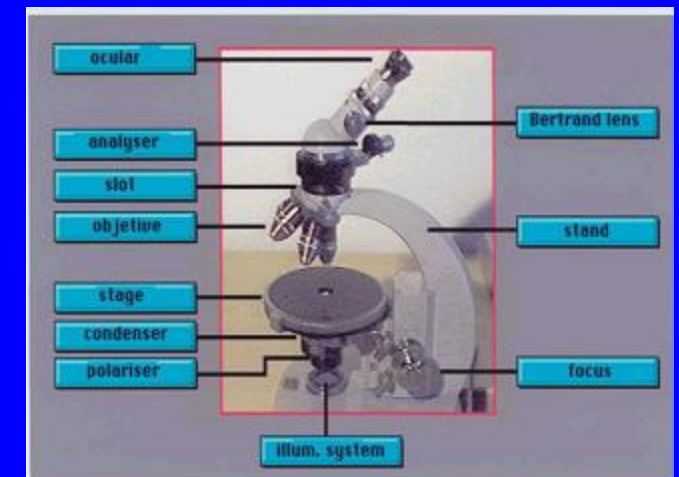 ocular
Bertrand lens
analyser
slot
objetive
stand
stage
condenser
polariser
focus
illum. system